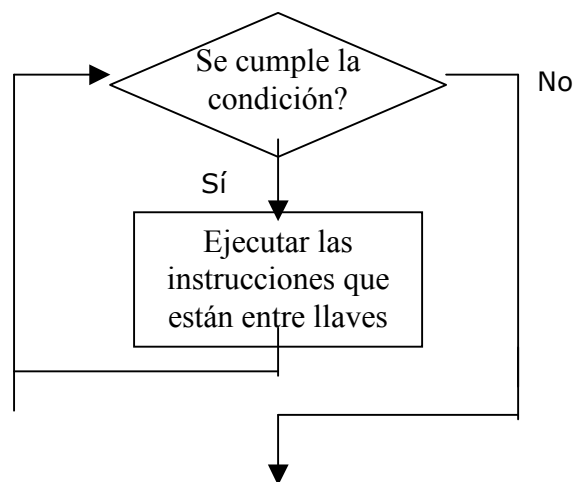 Se cumple la
condición?
No
Sí
Ejecutar las
instrucciones que
están entre llaves